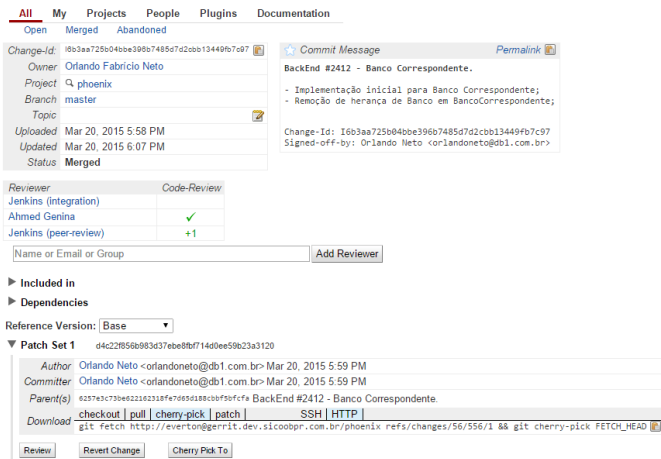 All My Projects People Plugins Documentation
Open Merged Abandoned
Change-Id: I6b3aa725b04bbe396b7485d7d2cbb13449fb7c97
Owner Orlando Fabrício Neto
Project phoenix
Branch master
Topic
Uploaded Mar 20, 2015 5:58 PM
Updated Mar 20, 2015 6:07 PM
Status Merged
Commit Message Permalink
BackEnd #2412 - Banco Correspondente.
- Implementação inicial para Banco Correspondente;
- Remoção de herança de Banco em BancoCorrespondente;
Change-Id: I6b3aa725b04bbe396b7485d7d2cbb13449fb7c97
Signed-off-by: Orlando Neto <orlandoneto@db1.com.br>
Reviewer Code-Review
Jenkins (integration)
Ahmed Genina
Jenkins (peer-review) +1
Name or Email or Group Add Reviewer
Included in
Dependencies
Reference Version: Base
Patch Set 1 d4c22f856b983d37ebe8fbf714d0ee59b23a3120
Author Orlando Neto <orlandoneto@db1.com.br> Mar 20, 2015 5:59 PM
Committer Orlando Neto <orlandoneto@db1.com.br> Mar 20, 2015 5:59 PM
Parent(s) 6257e3c73be622162318fe7d65d188cbbf5bfcfa BackEnd #2412 - Banco Correspondente.
Download checkout | pull | cherry-pick | patch | SSH | HTTP |
git fetch http://everton@gerrit.dev.sicoobpr.com.br/phoenix refs/changes/56/556/1 && git cherry-pick FETCH_HEAD
Review Revert Change Cherry Pick To